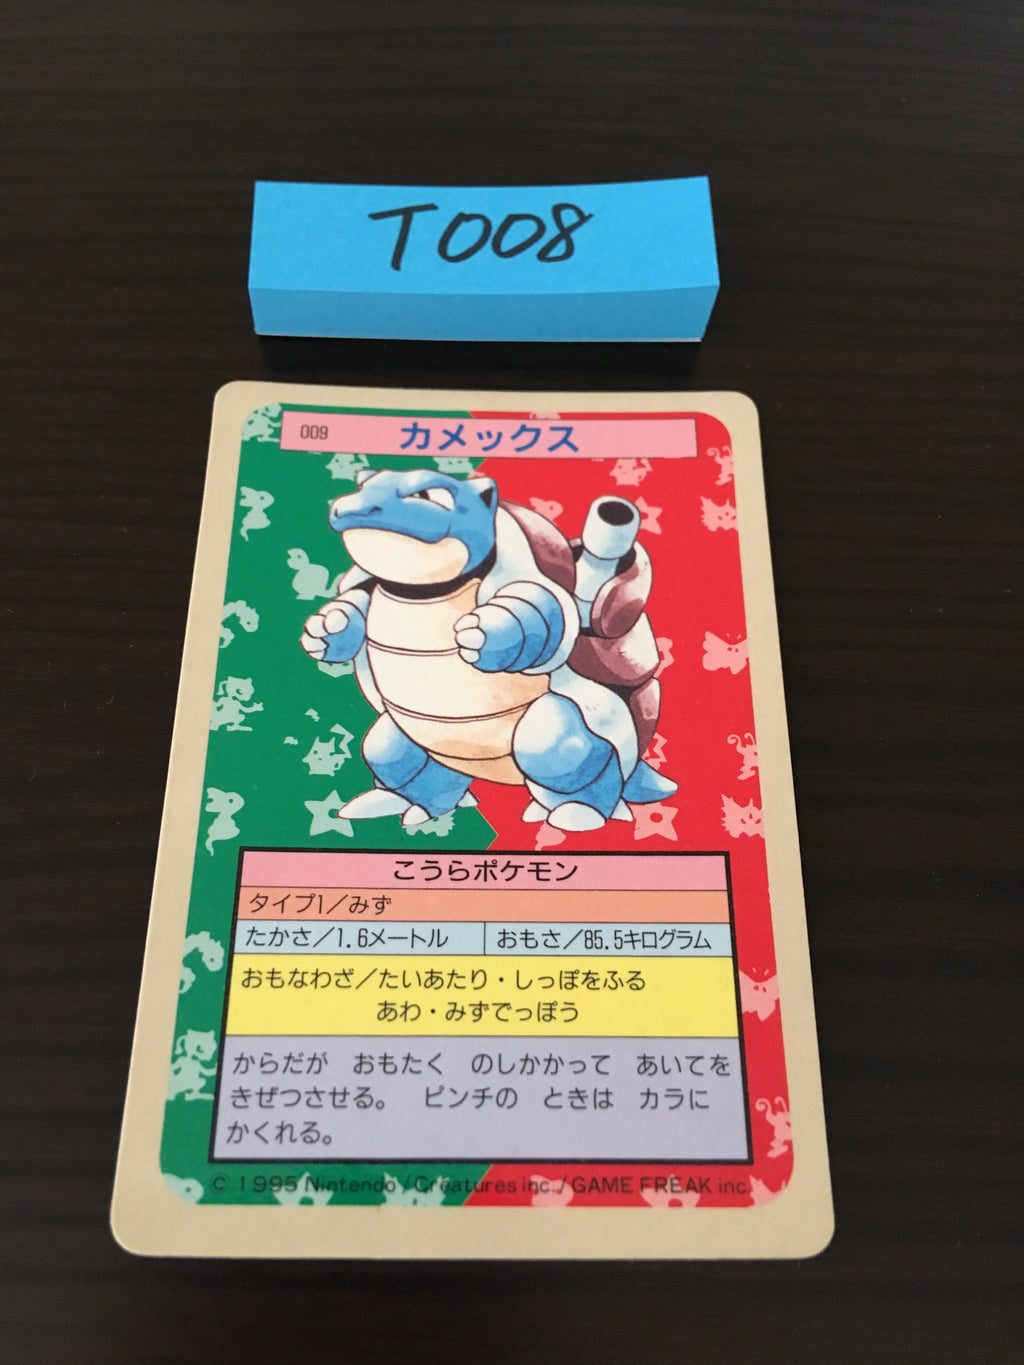 T008
009 カメックス
こうらポケモン
タイプ1／みず
たかさ／1.6メートル おもさ／85.5キログラム
おもなわざ／たいあたり・しっぽをふる
あわ・みずでっぽう
からだが おもたく のしかかって あいてを
きぜつさせる。 ピンチの ときは カラに
かくれる。
© 1995 Nintendo/Creatures inc./GAME FREAK inc.